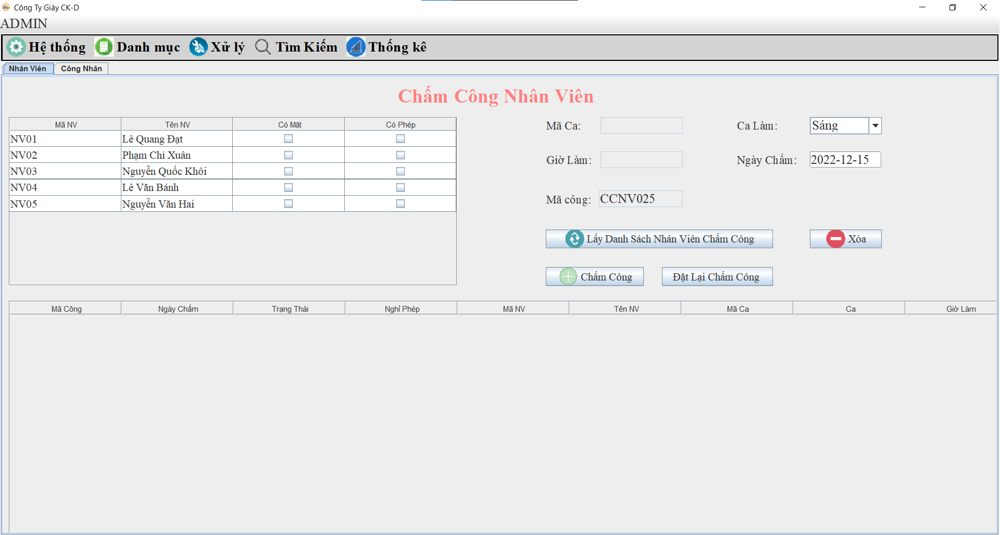 Công Ty Giày CK-D
ADMIN
Hệ thống Danh mục Xử lý Tìm Kiếm Thống kê
Nhân Viên Công Nhân
Chấm Công Nhân Viên
Mã NV Tên NV Có Mặt Có Phép
NV01 Lê Quang Đạt
NV02 Phạm Chí Xuân
NV03 Nguyễn Quốc Khôi
NV04 Lê Văn Bánh
NV05 Nguyễn Văn Hai
Mã Ca: Ca Làm: Sáng
Giờ Làm: Ngày Chấm: 2022-12-15
Mã công: CCNV025
Lấy Danh Sách Nhân Viên Chấm Công Xóa
Chấm Công Đặt Lại Chấm Công
Mã Công Ngày Chấm Trạng Thái Nghỉ Phép Mã NV Tên NV Mã Ca Ca Giờ Làm